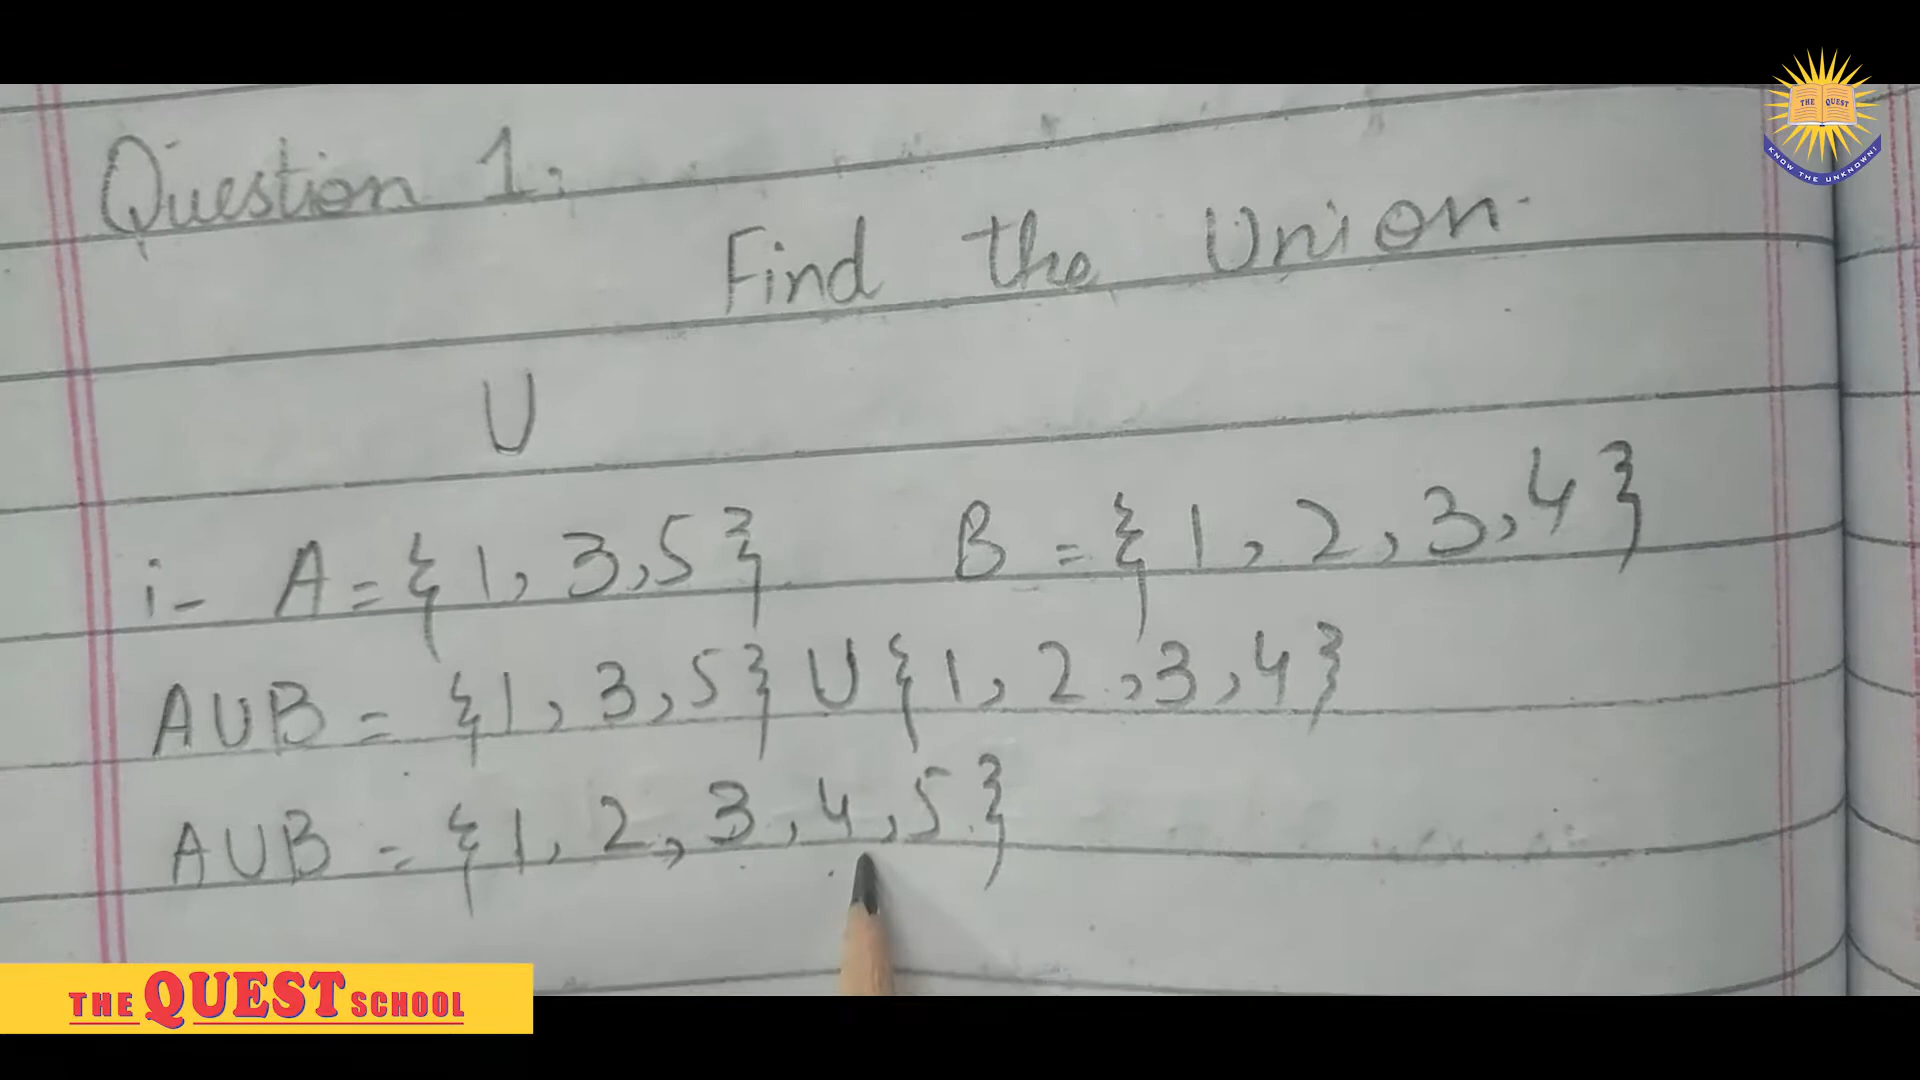 Question 1:
Find the Union.
U
i- A = {1, 3, 5} B = {1, 2, 3, 4}
AUB = {1, 3, 5} U {1, 2, 3, 4}
AUB = {1, 2, 3, 4, 5}
THE QUEST
KNOW THE UNKNOWN!
THE QUEST SCHOOL